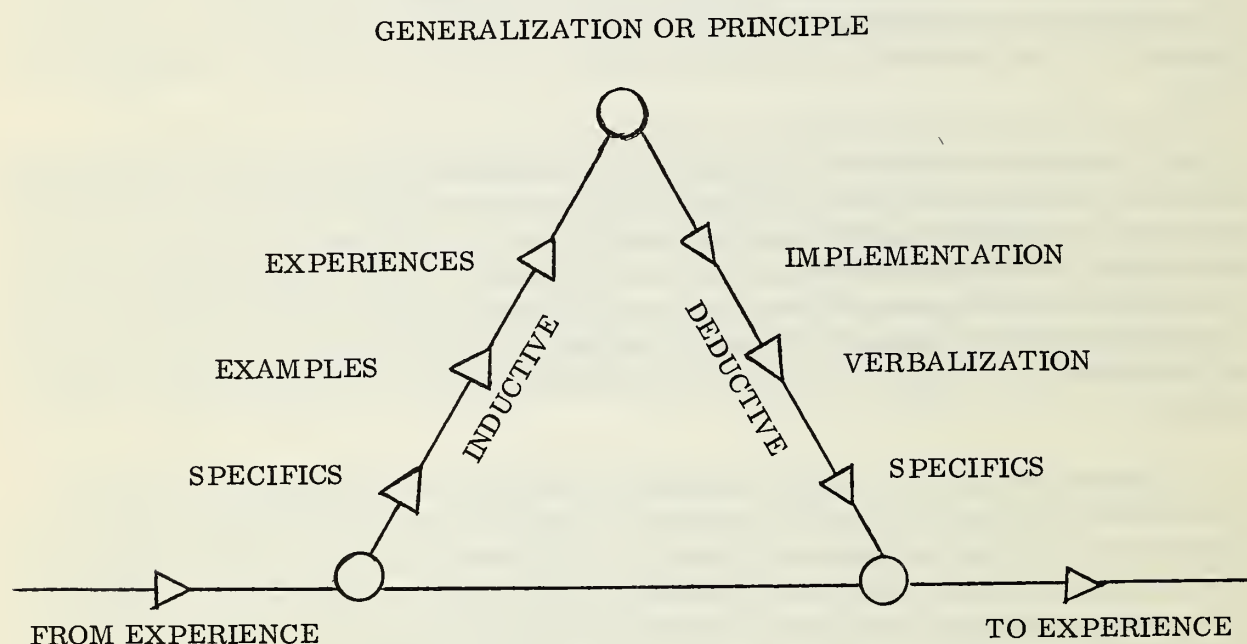 GENERALIZATION OR PRINCIPLE
EXPERIENCES
IMPLEMENTATION
INDUCTIVE
DEDUCTIVE
EXAMPLES
VERBALIZATION
SPECIFICS
SPECIFICS
FROM EXPERIENCE
TO EXPERIENCE